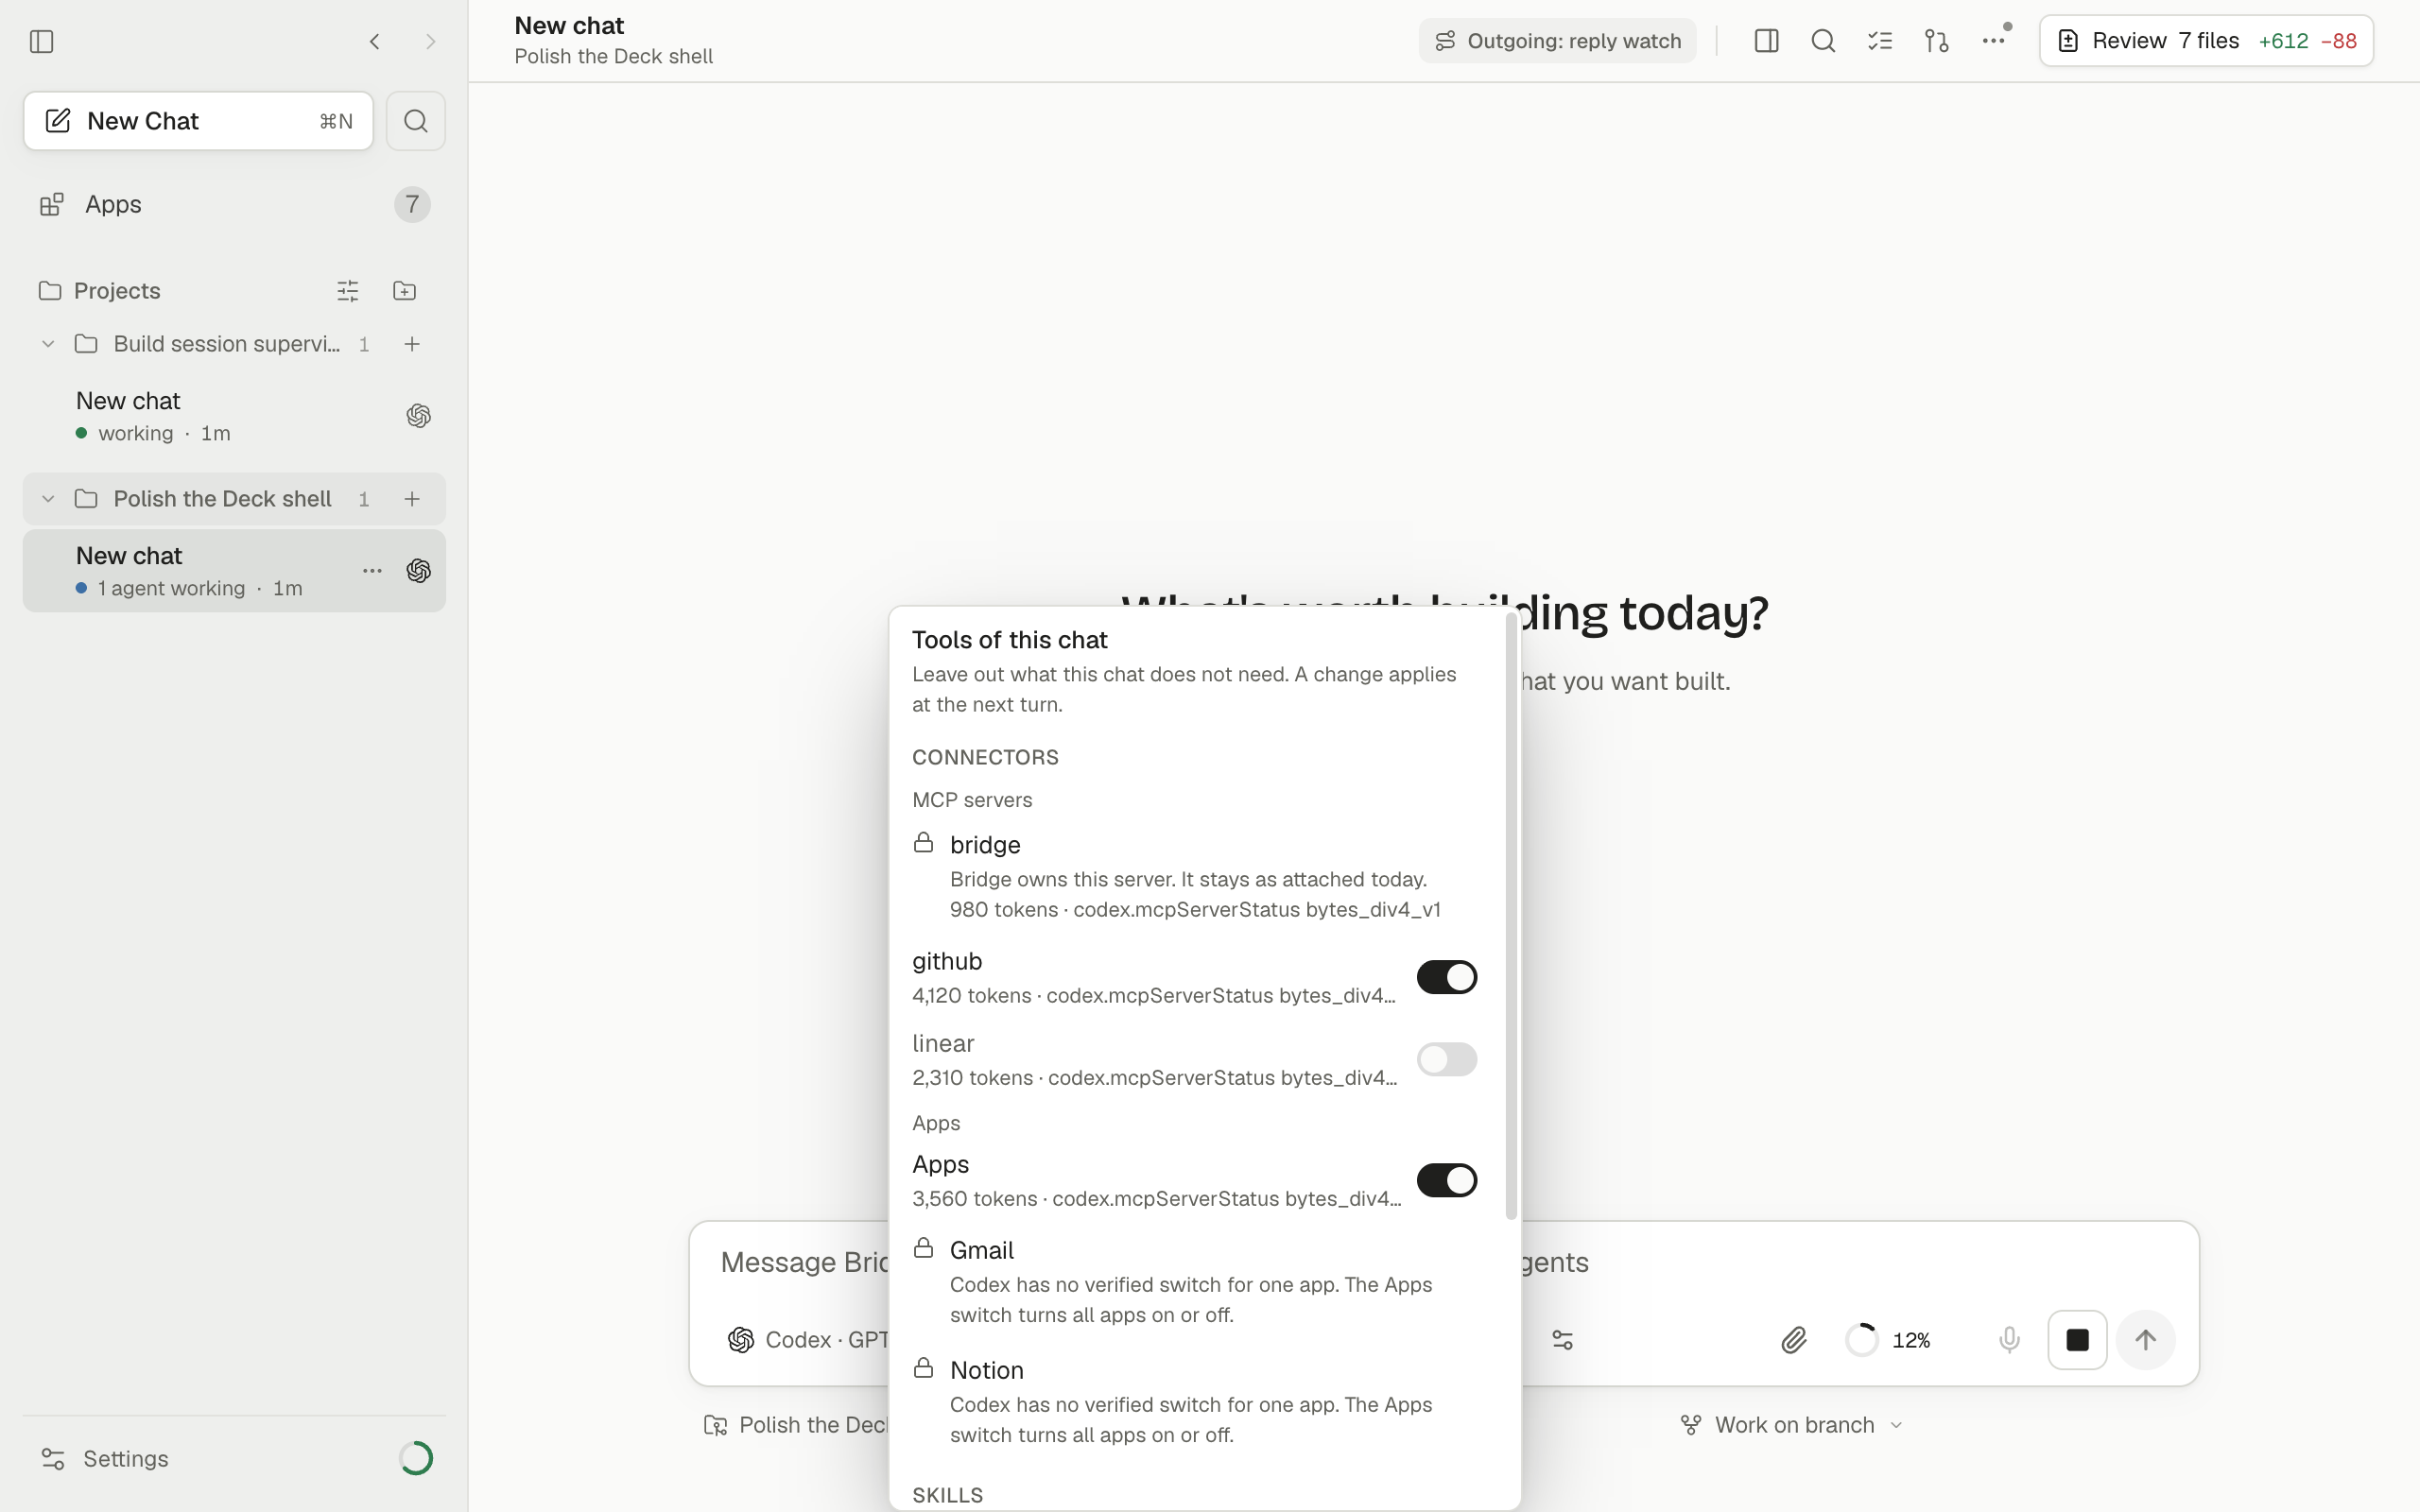 New chat
Polish the Deck shell
Outgoing: reply watch
Review 7 files +612 −88
New Chat ⌘N
Apps 7
Projects
Build session supervi... 1
New chat
working · 1m
Polish the Deck shell 1
New chat
1 agent working · 1m
Settings
building today?
hat you want built.
Tools of this chat
Leave out what this chat does not need. A change applies
at the next turn.
CONNECTORS
MCP servers
bridge
Bridge owns this server. It stays as attached today.
980 tokens · codex.mcpServerStatus bytes_div4_v1
github
4,120 tokens · codex.mcpServerStatus bytes_div4...
linear
2,310 tokens · codex.mcpServerStatus bytes_div4...
Apps
Apps
3,560 tokens · codex.mcpServerStatus bytes_div4...
Gmail
Codex has no verified switch for one app. The Apps
switch turns all apps on or off.
Notion
Codex has no verified switch for one app. The Apps
switch turns all apps on or off.
SKILLS
Message Brid
gents
Codex · GPT
12%
Polish the Dec
Work on branch